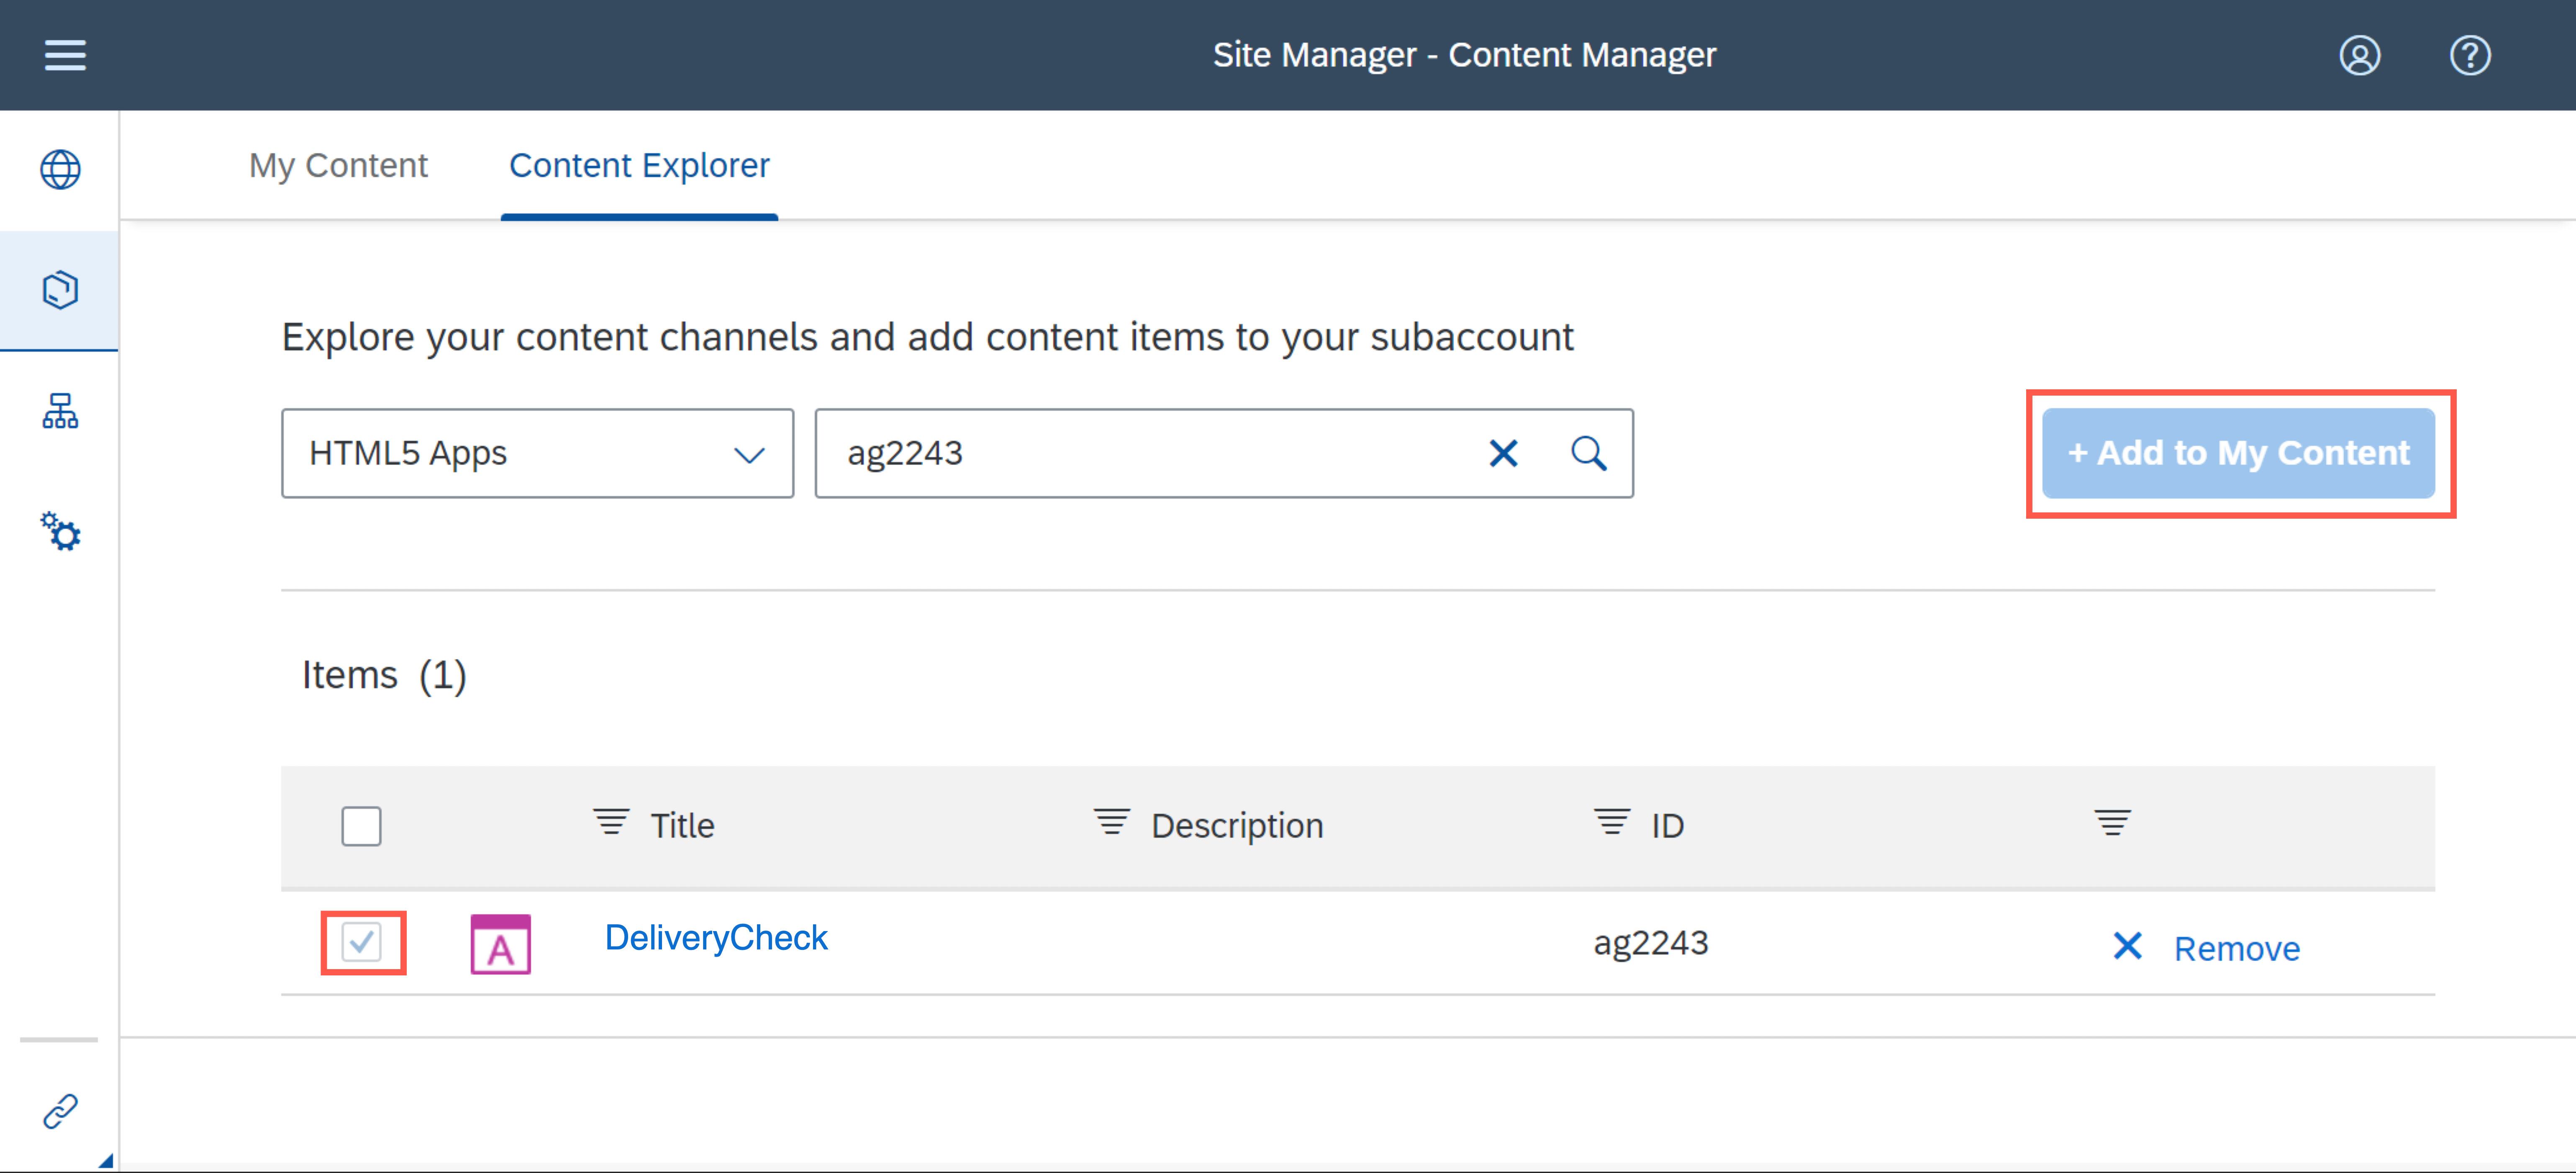 Site Manager - Content Manager
My Content
Content Explorer
Explore your content channels and add content items to your subaccount
HTML5 Apps
ag2243
+ Add to My Content
Items (1)
Title
Description
ID
A
DeliveryCheck
ag2243
Remove